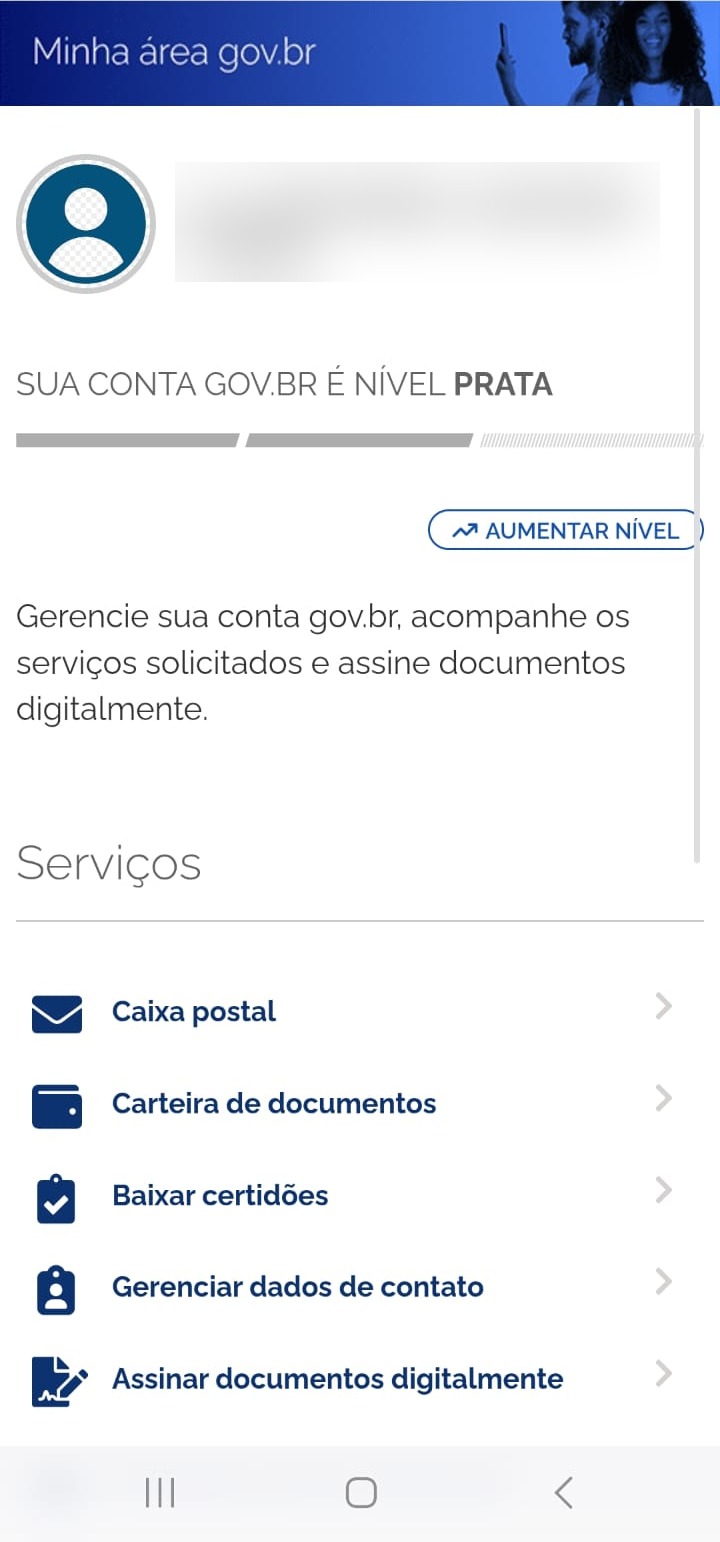 Minha área gov.br
SUA CONTA GOV.BR É NÍVEL PRATA
AUMENTAR NÍVEL
Gerencie sua conta gov.br, acompanhe os
serviços solicitados e assine documentos
digitalmente.
Serviços
Caixa postal
Carteira de documentos
Baixar certidões
Gerenciar dados de contato
Assinar documentos digitalmente